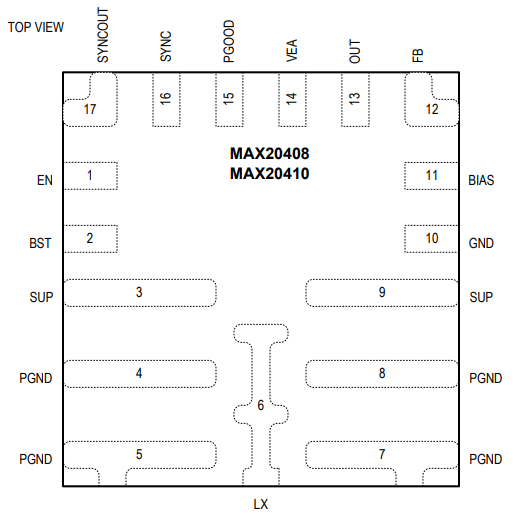 TOP VIEW
SYNCOUT
SYNC
PGOOD
VEA
OUT
FB
17
16
15
14
13
12
MAX20408
MAX20410
EN
1
11
BIAS
BST
2
10
GND
SUP
3
9
SUP
PGND
4
8
PGND
6
PGND
5
7
PGND
LX